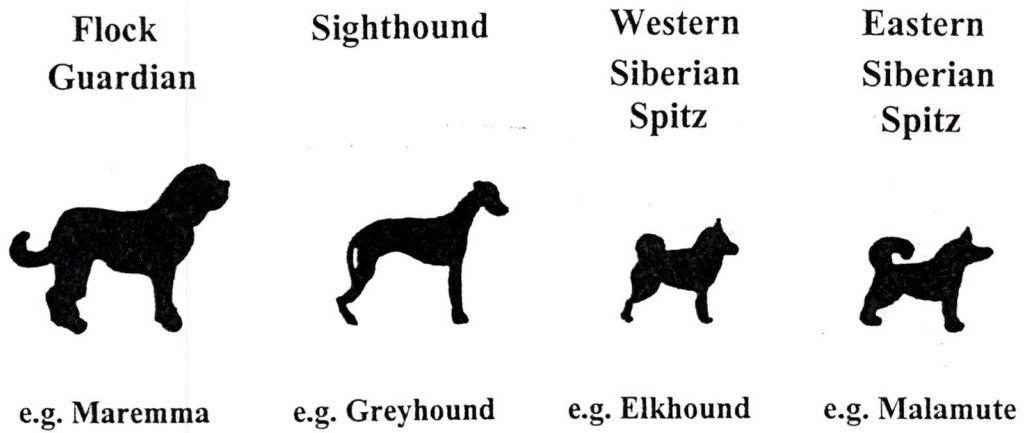 Flock
Guardian
Sighthound
Western
Siberian
Spitz
Eastern
Siberian
Spitz
e.g. Maremma
e.g. Greyhound
e.g. Elkhound
e.g. Malamute